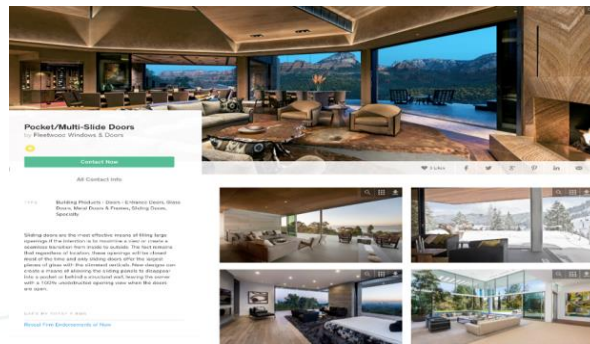 Pocket/Multi-Slide Doors
by Fleetwood Windows & Doors
Contact Now
All Contact Info
TYPE
Building Products - Doors - Entrance Doors, Glass
Doors, Metal Doors & Frames, Sliding Doors,
Specialty
Sliding doors are the most effective means of filling large
openings if the intention is to maximize a view or create a
seamless transition from inside to outside. The fact remains
that regardless of location, these openings will be closed
most of the time and only sliding doors offer the largest
pieces of glass with the slimmest verticals. New designs can
create a means of allowing the sliding panels to disappear
into a pocket or behind a structural wall, leaving the owner
with a 100% unobstructed opening view when the doors
are open.
Likes